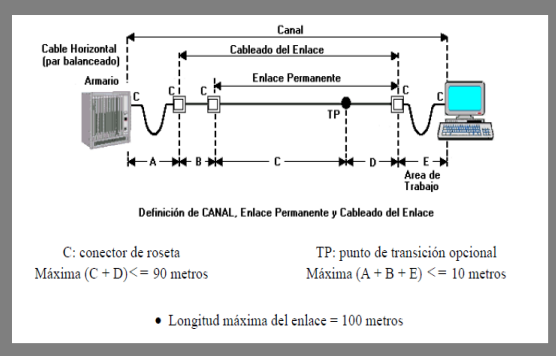 Canal
Cable Horizontal
(par balanceado)
Cableado del Enlace
Armario
Enlace Permanente
C
C
C
C
C
TP
A
B
C
D
E
Area de
Trabajo
Definición de CANAL, Enlace Permanente y Cableado del Enlace
C: conector de roseta
TP: punto de transición opcional
Máxima (C + D)<= 90 metros
Máxima (A + B + E) <= 10 metros
• Longitud máxima del enlace = 100 metros